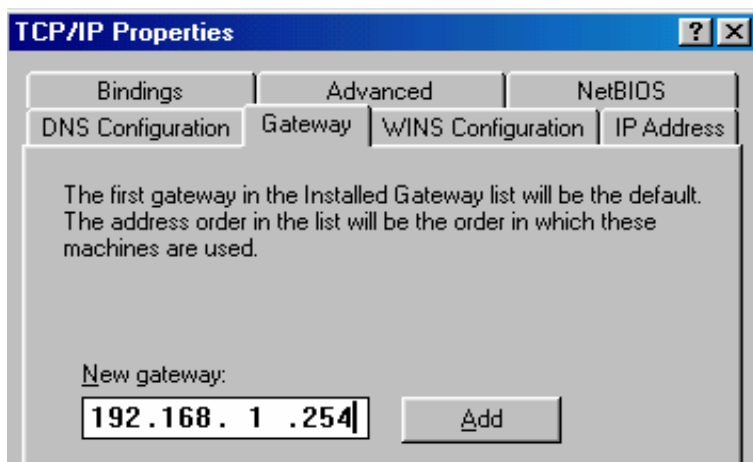 TCP/IP Properties ? X
Bindings Advanced NetBIOS
DNS Configuration Gateway WINS Configuration IP Address
The first gateway in the Installed Gateway list will be the default.
The address order in the list will be the order in which these
machines are used.
New gateway:
192.168. 1 .254 Add